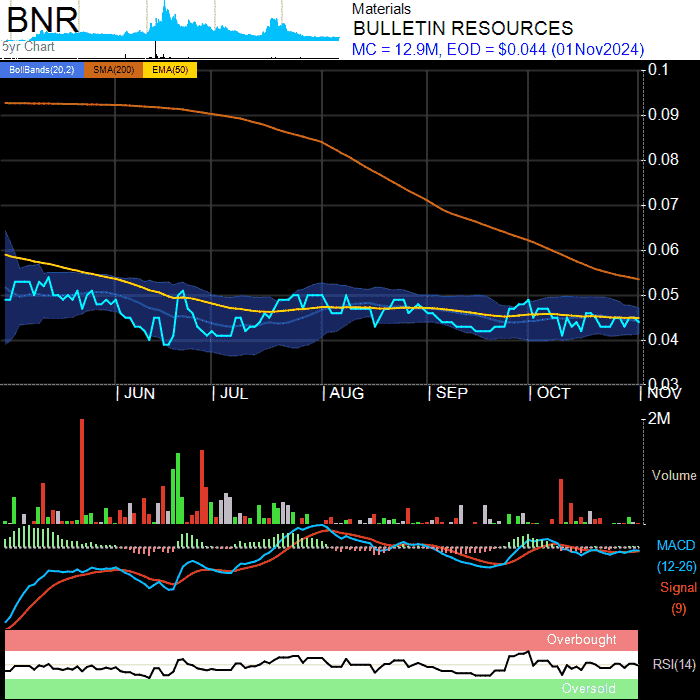 BNR
5yr Chart
Materials
BULLETIN RESOURCES
MC = 12.9M, EOD = $0.044 (01Nov2024)
BollBands(20,2) SMA(200) EMA(50)
0.1
0.09
0.08
0.07
0.06
0.05
0.04
0.03
JUN JUL AUG SEP OCT NOV
2M
Volume
MACD
(12-26)
Signal
(9)
Overbought
RSI(14)
Oversold